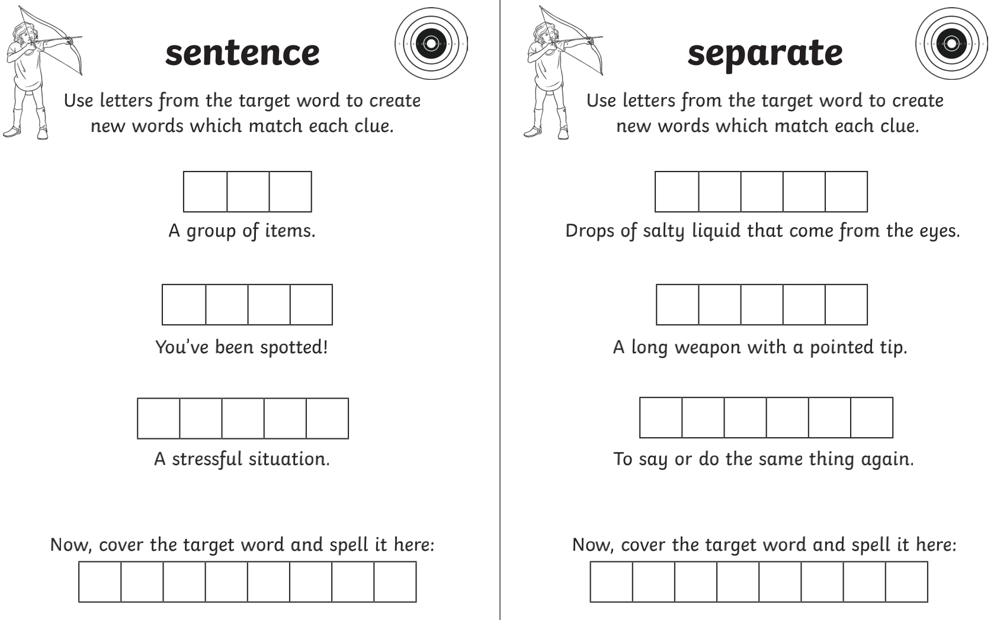 sentence
Use letters from the target word to create
new words which match each clue.
A group of items.
You've been spotted!
A stressful situation.
Now, cover the target word and spell it here:
separate
Use letters from the target word to create
new words which match each clue.
Drops of salty liquid that come from the eyes.
A long weapon with a pointed tip.
To say or do the same thing again.
Now, cover the target word and spell it here: